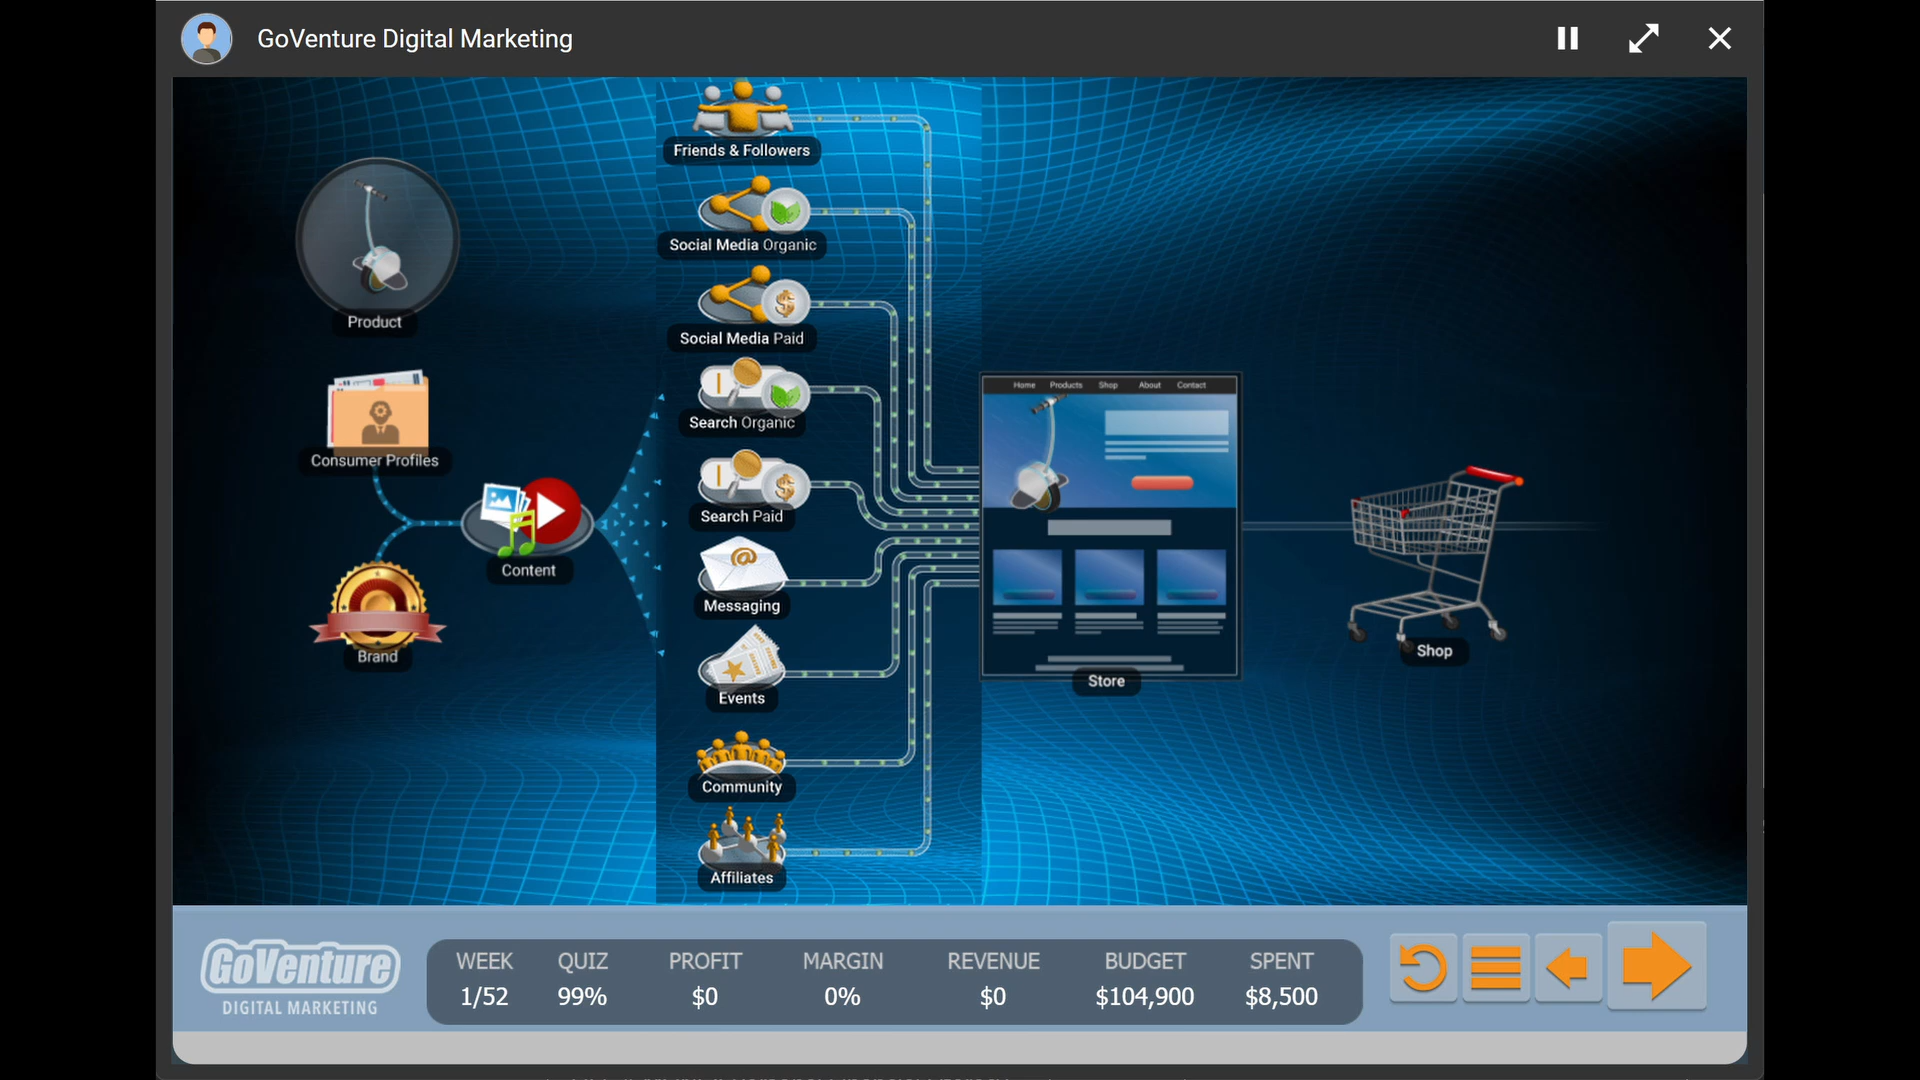 GoVenture Digital Marketing
Friends & Followers
Social Media Organic
Social Media Paid
Search Organic
Search Paid
Messaging
Events
Community
Affiliates
Product
Consumer Profiles
Brand
Content
Home Products Shop About Contact
Store
Shop
GoVenture
DIGITAL MARKETING
WEEK QUIZ PROFIT MARGIN REVENUE BUDGET SPENT
1/52 99% $0 0% $0 $104,900 $8,500